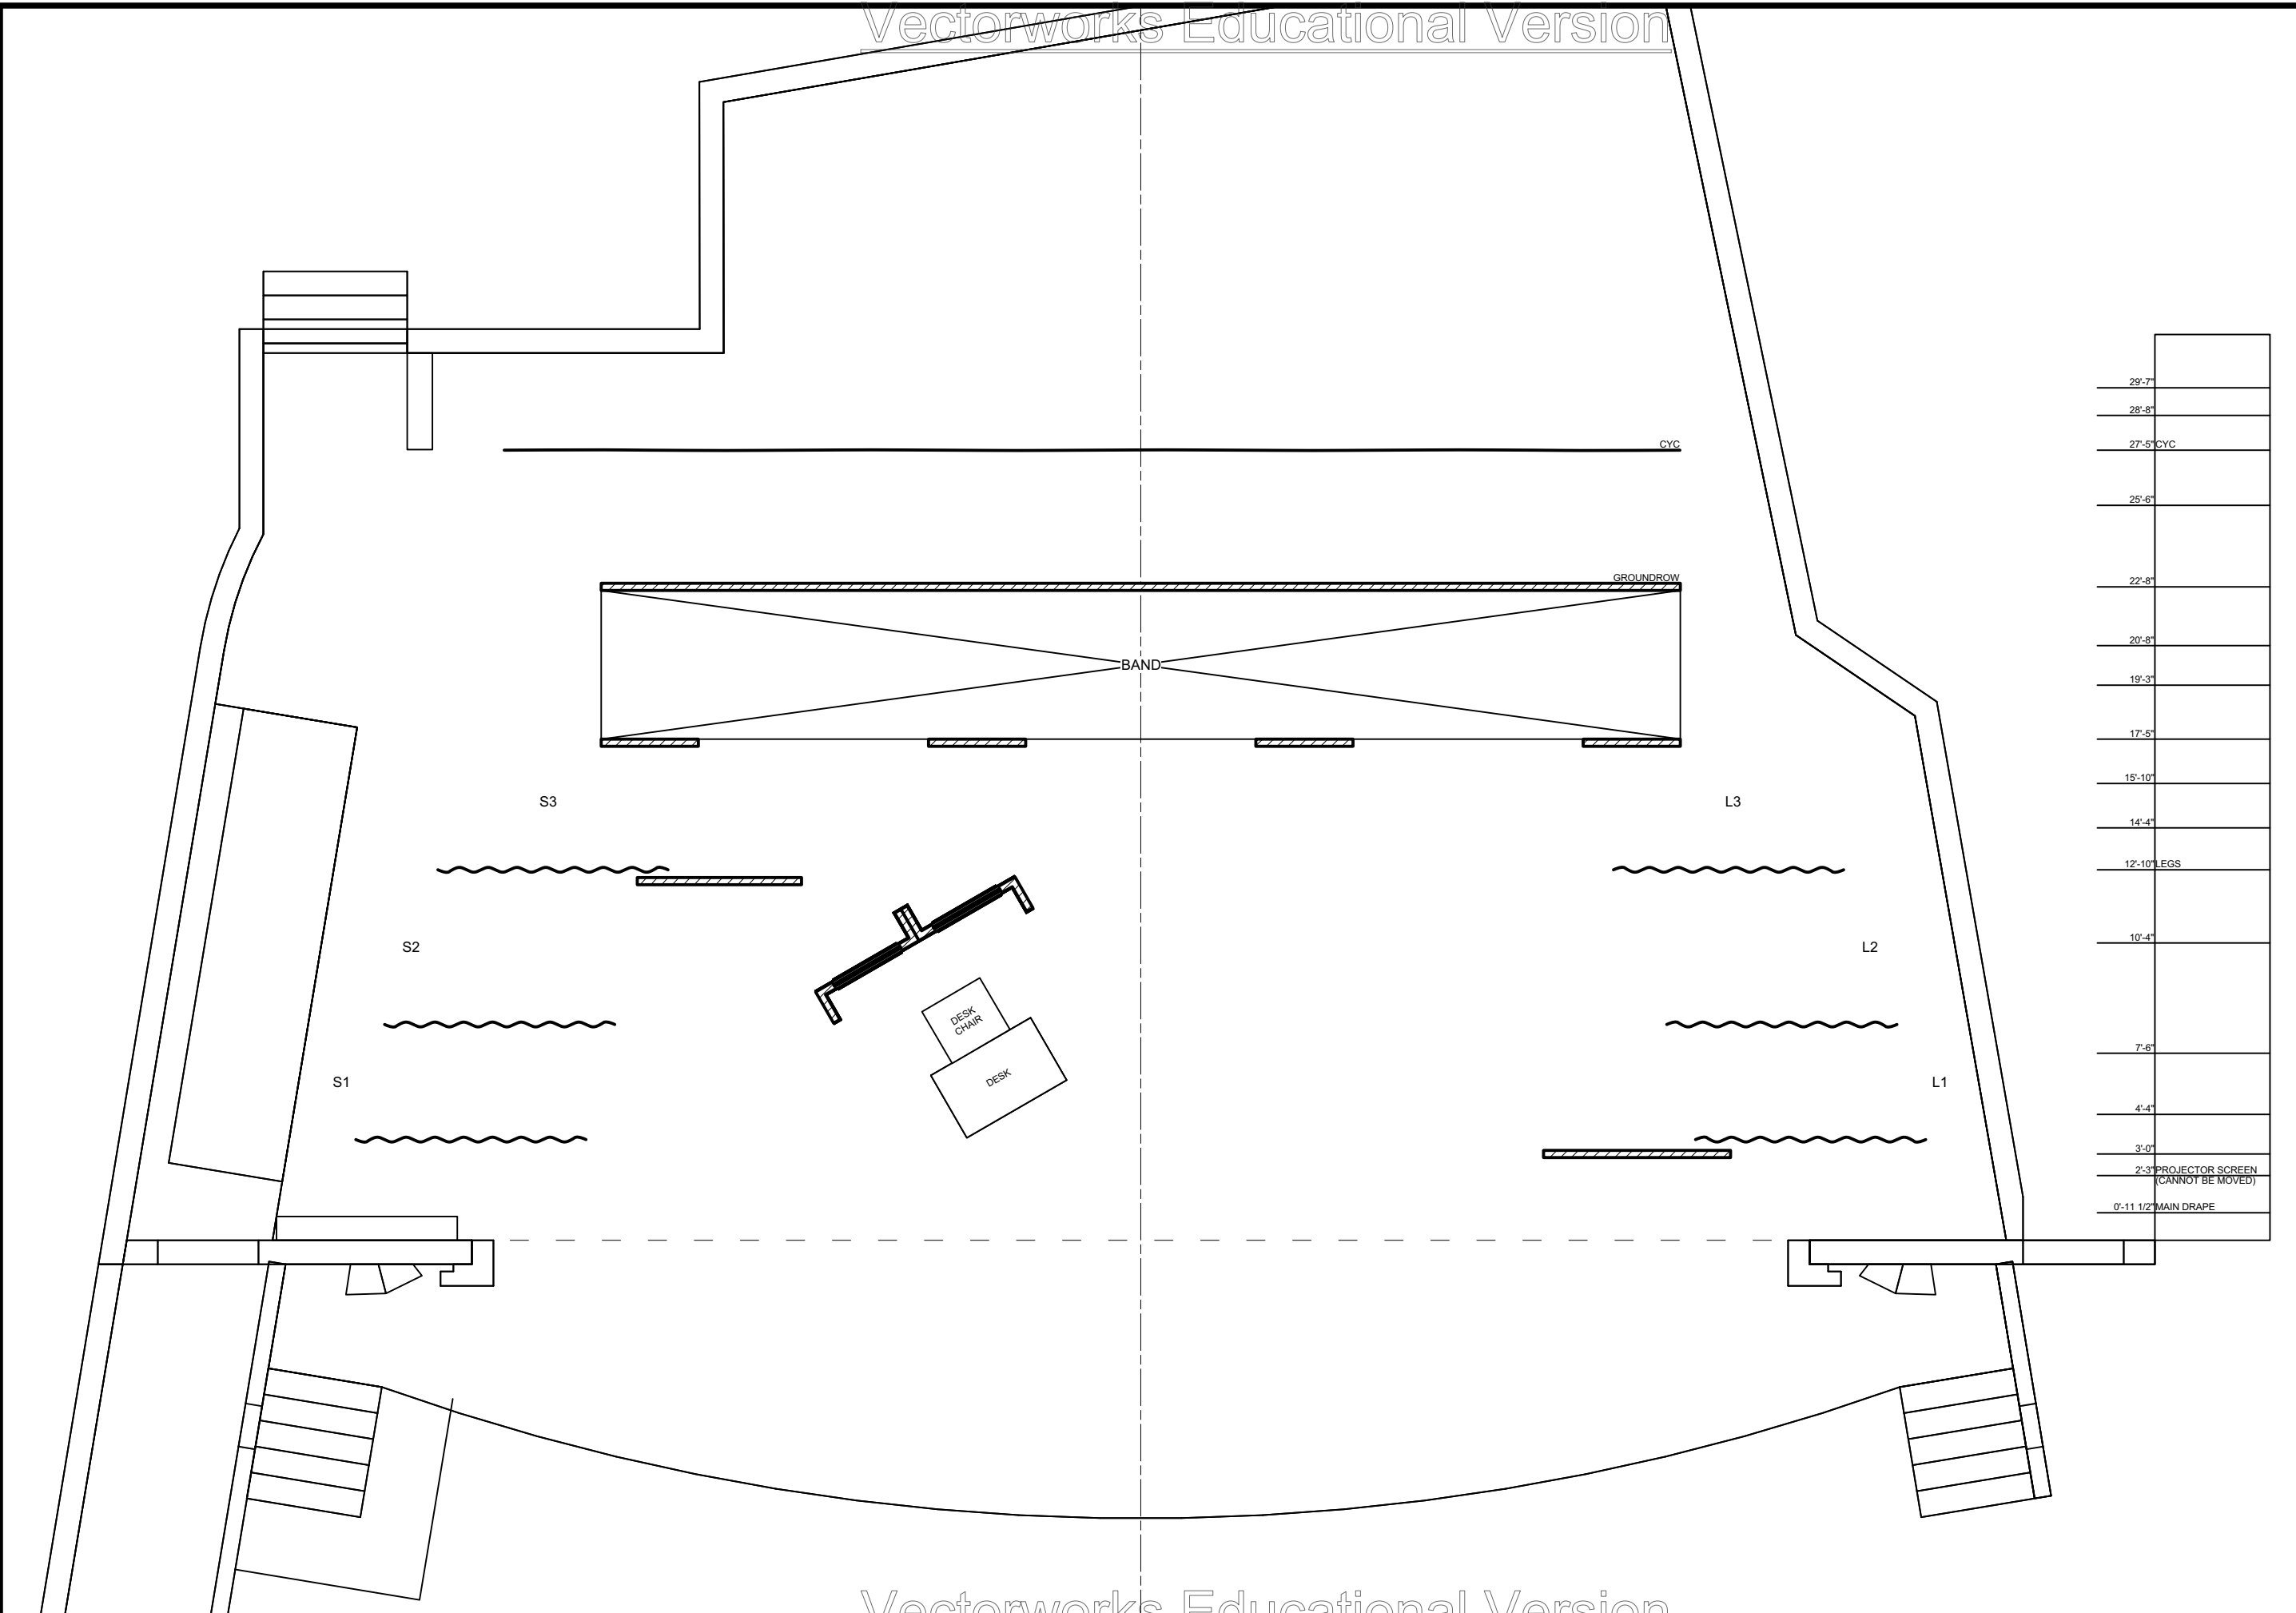 Vectorworks Educational Version
29'-7"
28'-8"
CYC
27'-5" CYC
25'-6"
GROUNDROW
22'-8"
20'-8"
BAND
19'-3"
17'-5"
15'-10"
S3
L3
14'-4"
12'-10" LEGS
10'-4"
S2
L2
DESK
CHAIR
7'-6"
DESK
S1
L1
4'-4"
3'-0"
2'-3" PROJECTOR SCREEN
(CANNOT BE MOVED)
0'-11 1/2" MAIN DRAPE
Vectorworks Educational Version